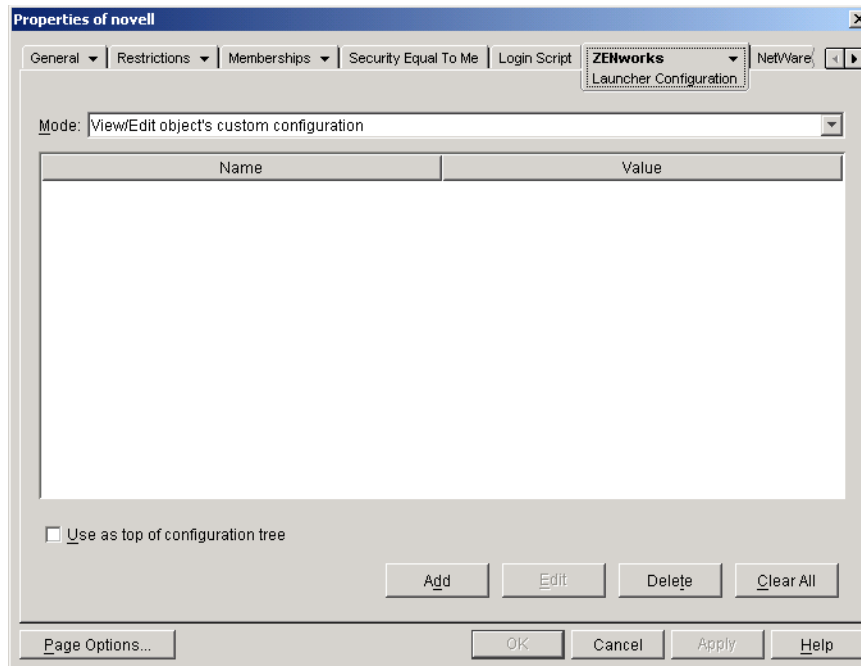 Properties of novell
General Restrictions Memberships Security Equal To Me Login Script ZENworks NetWare
Launcher Configuration
Mode: View/Edit object's custom configuration
Name Value
Use as top of configuration tree
Add Edit Delete Clear All
Page Options... OK Cancel Apply Help